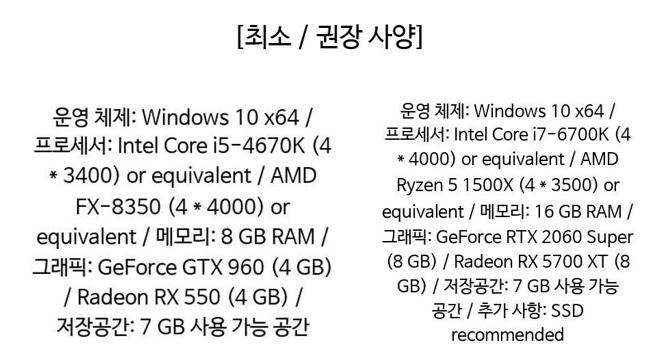 [최소 / 권장 사양]
운영 체제: Windows 10 x64 /
프로세서: Intel Core i5-4670K (4
* 3400) or equivalent / AMD
FX-8350 (4 * 4000) or
equivalent / 메모리: 8 GB RAM /
그래픽: GeForce GTX 960 (4 GB)
/ Radeon RX 550 (4 GB) /
저장공간: 7 GB 사용 가능 공간
운영 체제: Windows 10 x64 /
프로세서: Intel Core i7-6700K (4
* 4000) or equivalent / AMD
Ryzen 5 1500X (4 * 3500) or
equivalent / 메모리: 16 GB RAM /
그래픽: GeForce RTX 2060 Super
(8 GB) / Radeon RX 5700 XT (8
GB) / 저장공간: 7 GB 사용 가능
공간 / 추가 사항: SSD
recommended